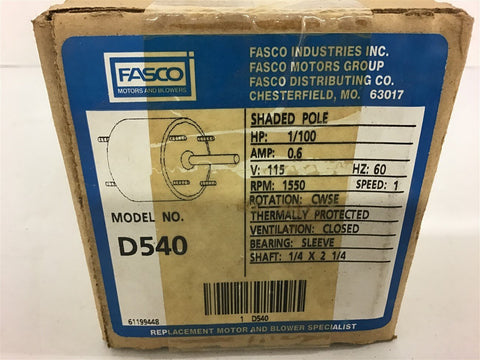 FASCO
MOTORS AND BLOWERS
FASCO INDUSTRIES INC.
FASCO MOTORS GROUP
FASCO DISTRIBUTING CO.
CHESTERFIELD, MO. 63017
SHADED POLE
HP: 1/100
AMP: 0.6
V: 115 HZ: 60
RPM: 1550 SPEED: 1
ROTATION: CWSE
THERMALLY PROTECTED
VENTILATION: CLOSED
BEARING: SLEEVE
SHAFT: 1/4 X 2 1/4
MODEL NO.
D540
61199448
1 D540
REPLACEMENT MOTOR AND BLOWER SPECIALIST